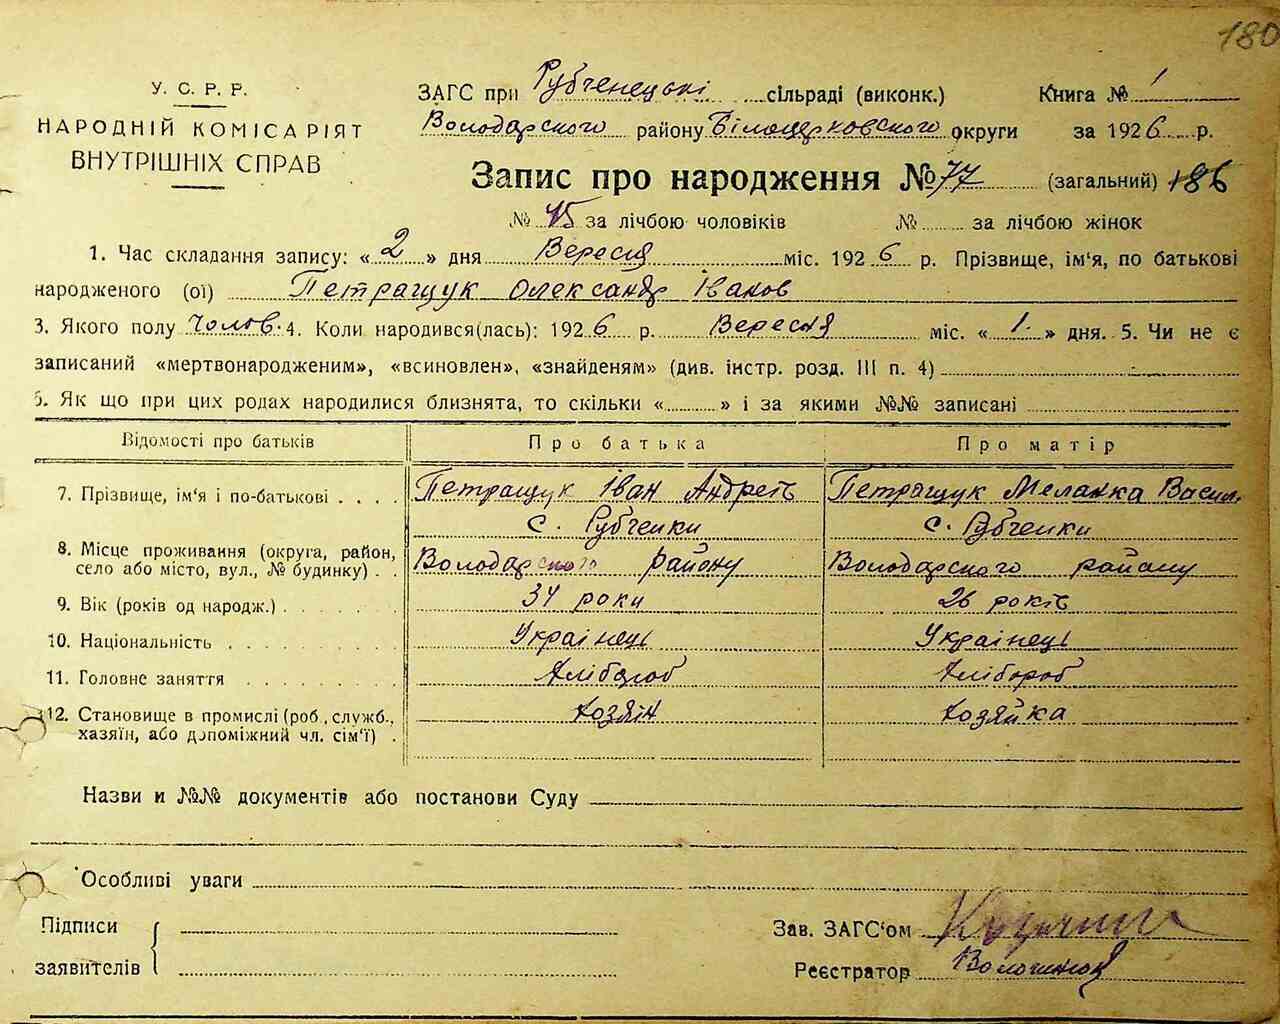 180
У.С.Р.Р.
НАРОДНІЙ КОМІСАРІЯТ
ВНУТРІШНІХ СПРАВ
ЗАГС при Рубченецькі сільраді (виконк.) Книга № 1
Володарского району Білоцерковского округи за 1926 р.
Запис про народження № 77 (загальний) 186
№ 45 за лічбою чоловіків № за лічбою жінок
1. Час складання запису: «2» дня Вересня міс. 1926 р. Прізвище, ім‘я, по батькові
народженого (ої) Петращук Олександр Іванов
3. Якого полу Чолов. 4. Коли народився(лась): 1926 р. Вересня міс. «1.» дня. 5. Чи не є
записаний «мертвонародженим», «всиновлен», «знайденям» (див. інстр. розд. III п. 4)
6. Як що при цих родах народилися близнята, то скільки « » і за якими №№ записані
Відомості про батьків Про батька Про матір
7. Прізвище, ім‘я і по-батькові . . . . Петращук Іван Андреїв Петращук Меланка Васил.
с. Рубченки с. Рубченки
8. Місце проживання (округа, район,
село або місто, вул., № будинку) . . Володарского району Володарского району
9. Вік (років од народж.) 34 роки 26 років
10. Національність Українець Українець
11. Головне заняття Хлібороб Хлібороб
12. Становище в промислі (роб., служб., Хозяїн Хозяйка
хазяїн, або допоміжний чл. сім‘ї) .
Назви и №№ документів або постанови Суду
Особливі уваги
Підписи
заявителів
Зав. ЗАГС‘ом
Реєстратор